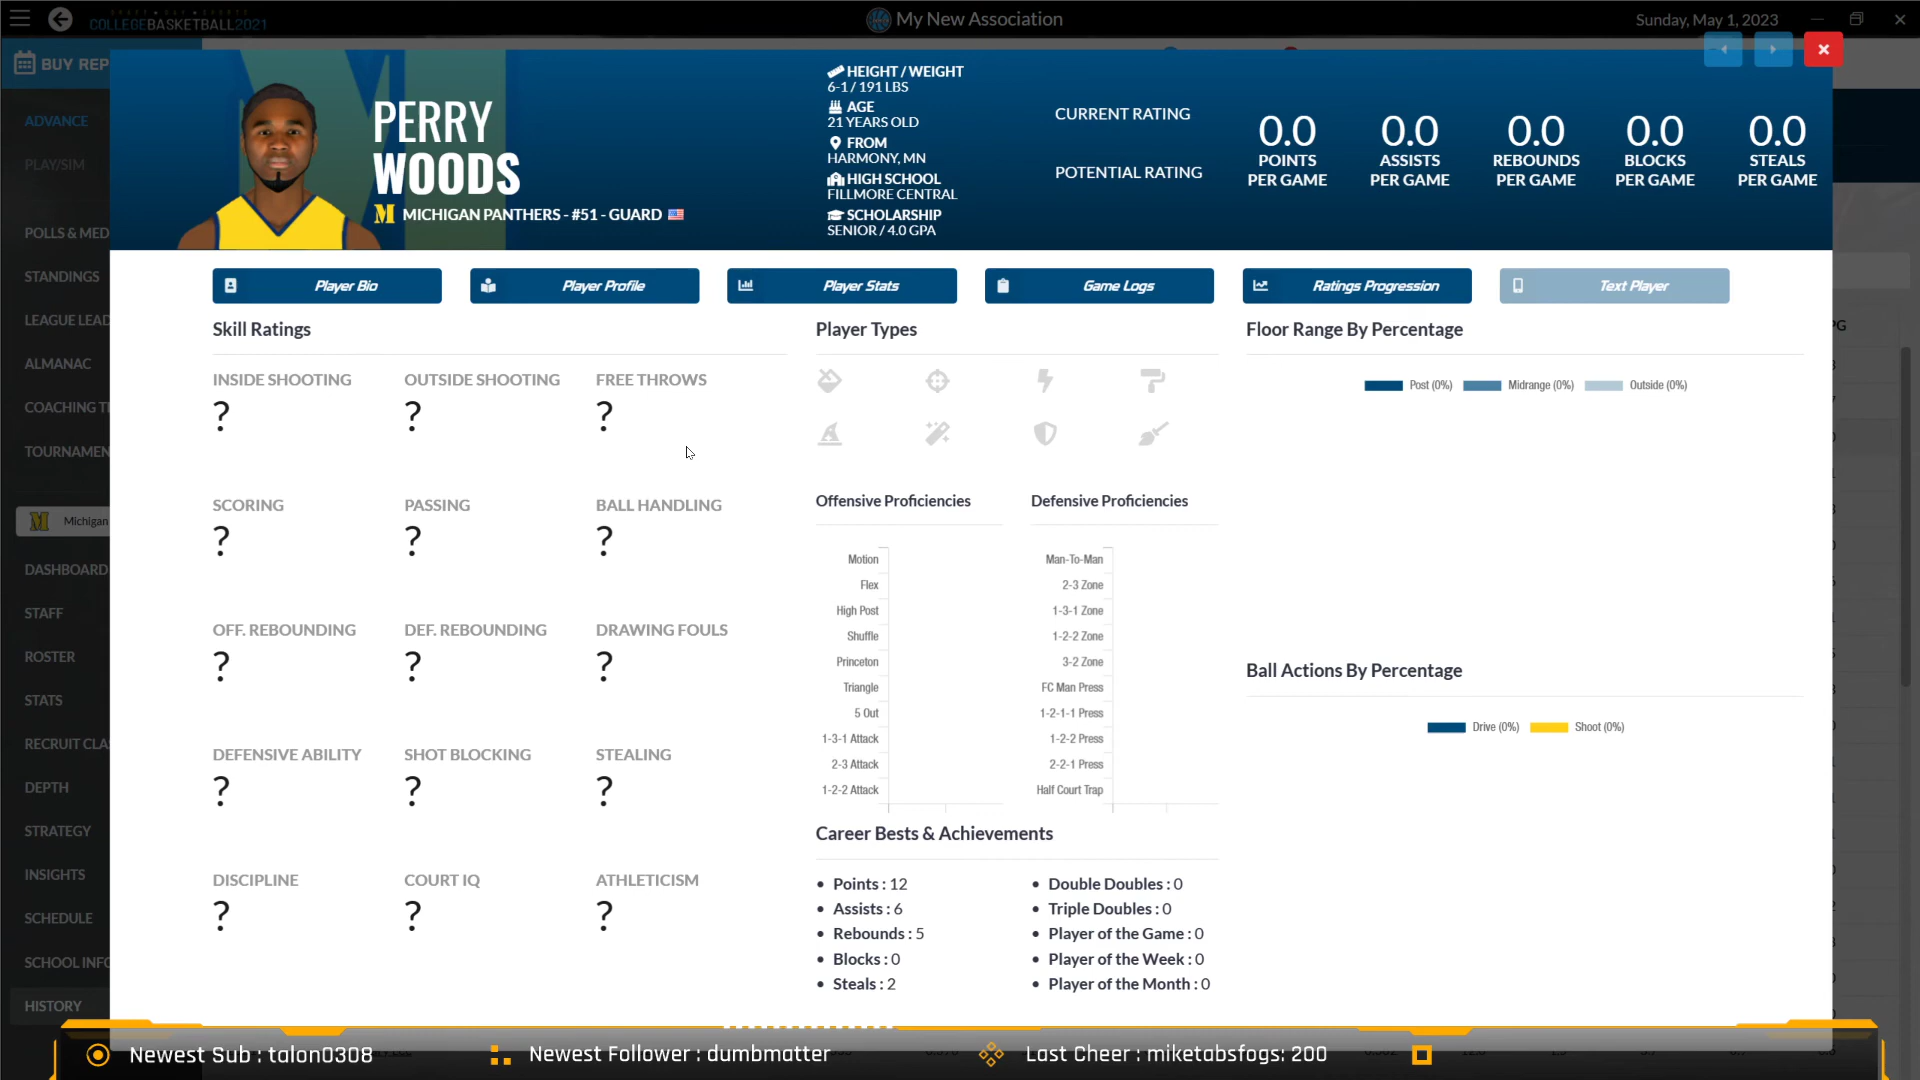 DRAFT DAY SPORTS
COLLEGEBASKETBALL2021
My New Association
Sunday, May 1, 2023
BUY REP
ADVANCE
PLAY/SIM
POLLS & MED
STANDINGS
LEAGUE LEAD
ALMANAC
COACHING T
TOURNAMEN
Michigan
DASHBOARD
STAFF
ROSTER
STATS
RECRUIT CLA
DEPTH
STRATEGY
INSIGHTS
SCHEDULE
SCHOOL INFO
HISTORY
PERRY
WOODS
M MICHIGAN PANTHERS - #51 - GUARD
HEIGHT / WEIGHT
6-1 / 191 LBS
AGE
21 YEARS OLD
FROM
HARMONY, MN
HIGH SCHOOL
FILLMORE CENTRAL
SCHOLARSHIP
SENIOR / 4.0 GPA
CURRENT RATING
POTENTIAL RATING
0.0 0.0 0.0 0.0 0.0
POINTS ASSISTS REBOUNDS BLOCKS STEALS
PER GAME PER GAME PER GAME PER GAME PER GAME
Player Bio Player Profile Player Stats Game Logs Ratings Progression Text Player
Skill Ratings
INSIDE SHOOTING OUTSIDE SHOOTING FREE THROWS
? ? ?
SCORING PASSING BALL HANDLING
? ? ?
OFF. REBOUNDING DEF. REBOUNDING DRAWING FOULS
? ? ?
DEFENSIVE ABILITY SHOT BLOCKING STEALING
? ? ?
DISCIPLINE COURT IQ ATHLETICISM
? ? ?
Player Types
Offensive Proficiencies
Motion
Flex
High Post
Shuffle
Princeton
Triangle
5 Out
1-3-1 Attack
2-3 Attack
1-2-2 Attack
Defensive Proficiencies
Man-To-Man
2-3 Zone
1-3-1 Zone
1-2-2 Zone
3-2 Zone
FC Man Press
1-2-1-1 Press
1-2-2 Press
2-2-1 Press
Half Court Trap
Career Bests & Achievements
Points : 12
Assists : 6
Rebounds : 5
Blocks : 0
Steals : 2
Double Doubles : 0
Triple Doubles : 0
Player of the Game : 0
Player of the Week : 0
Player of the Month : 0
Floor Range By Percentage
Post (0%) Midrange (0%) Outside (0%)
Ball Actions By Percentage
Drive (0%) Shoot (0%)
Newest Sub : talon0308 Newest Follower : dumbmatter Last Cheer : miketabsfogs: 200